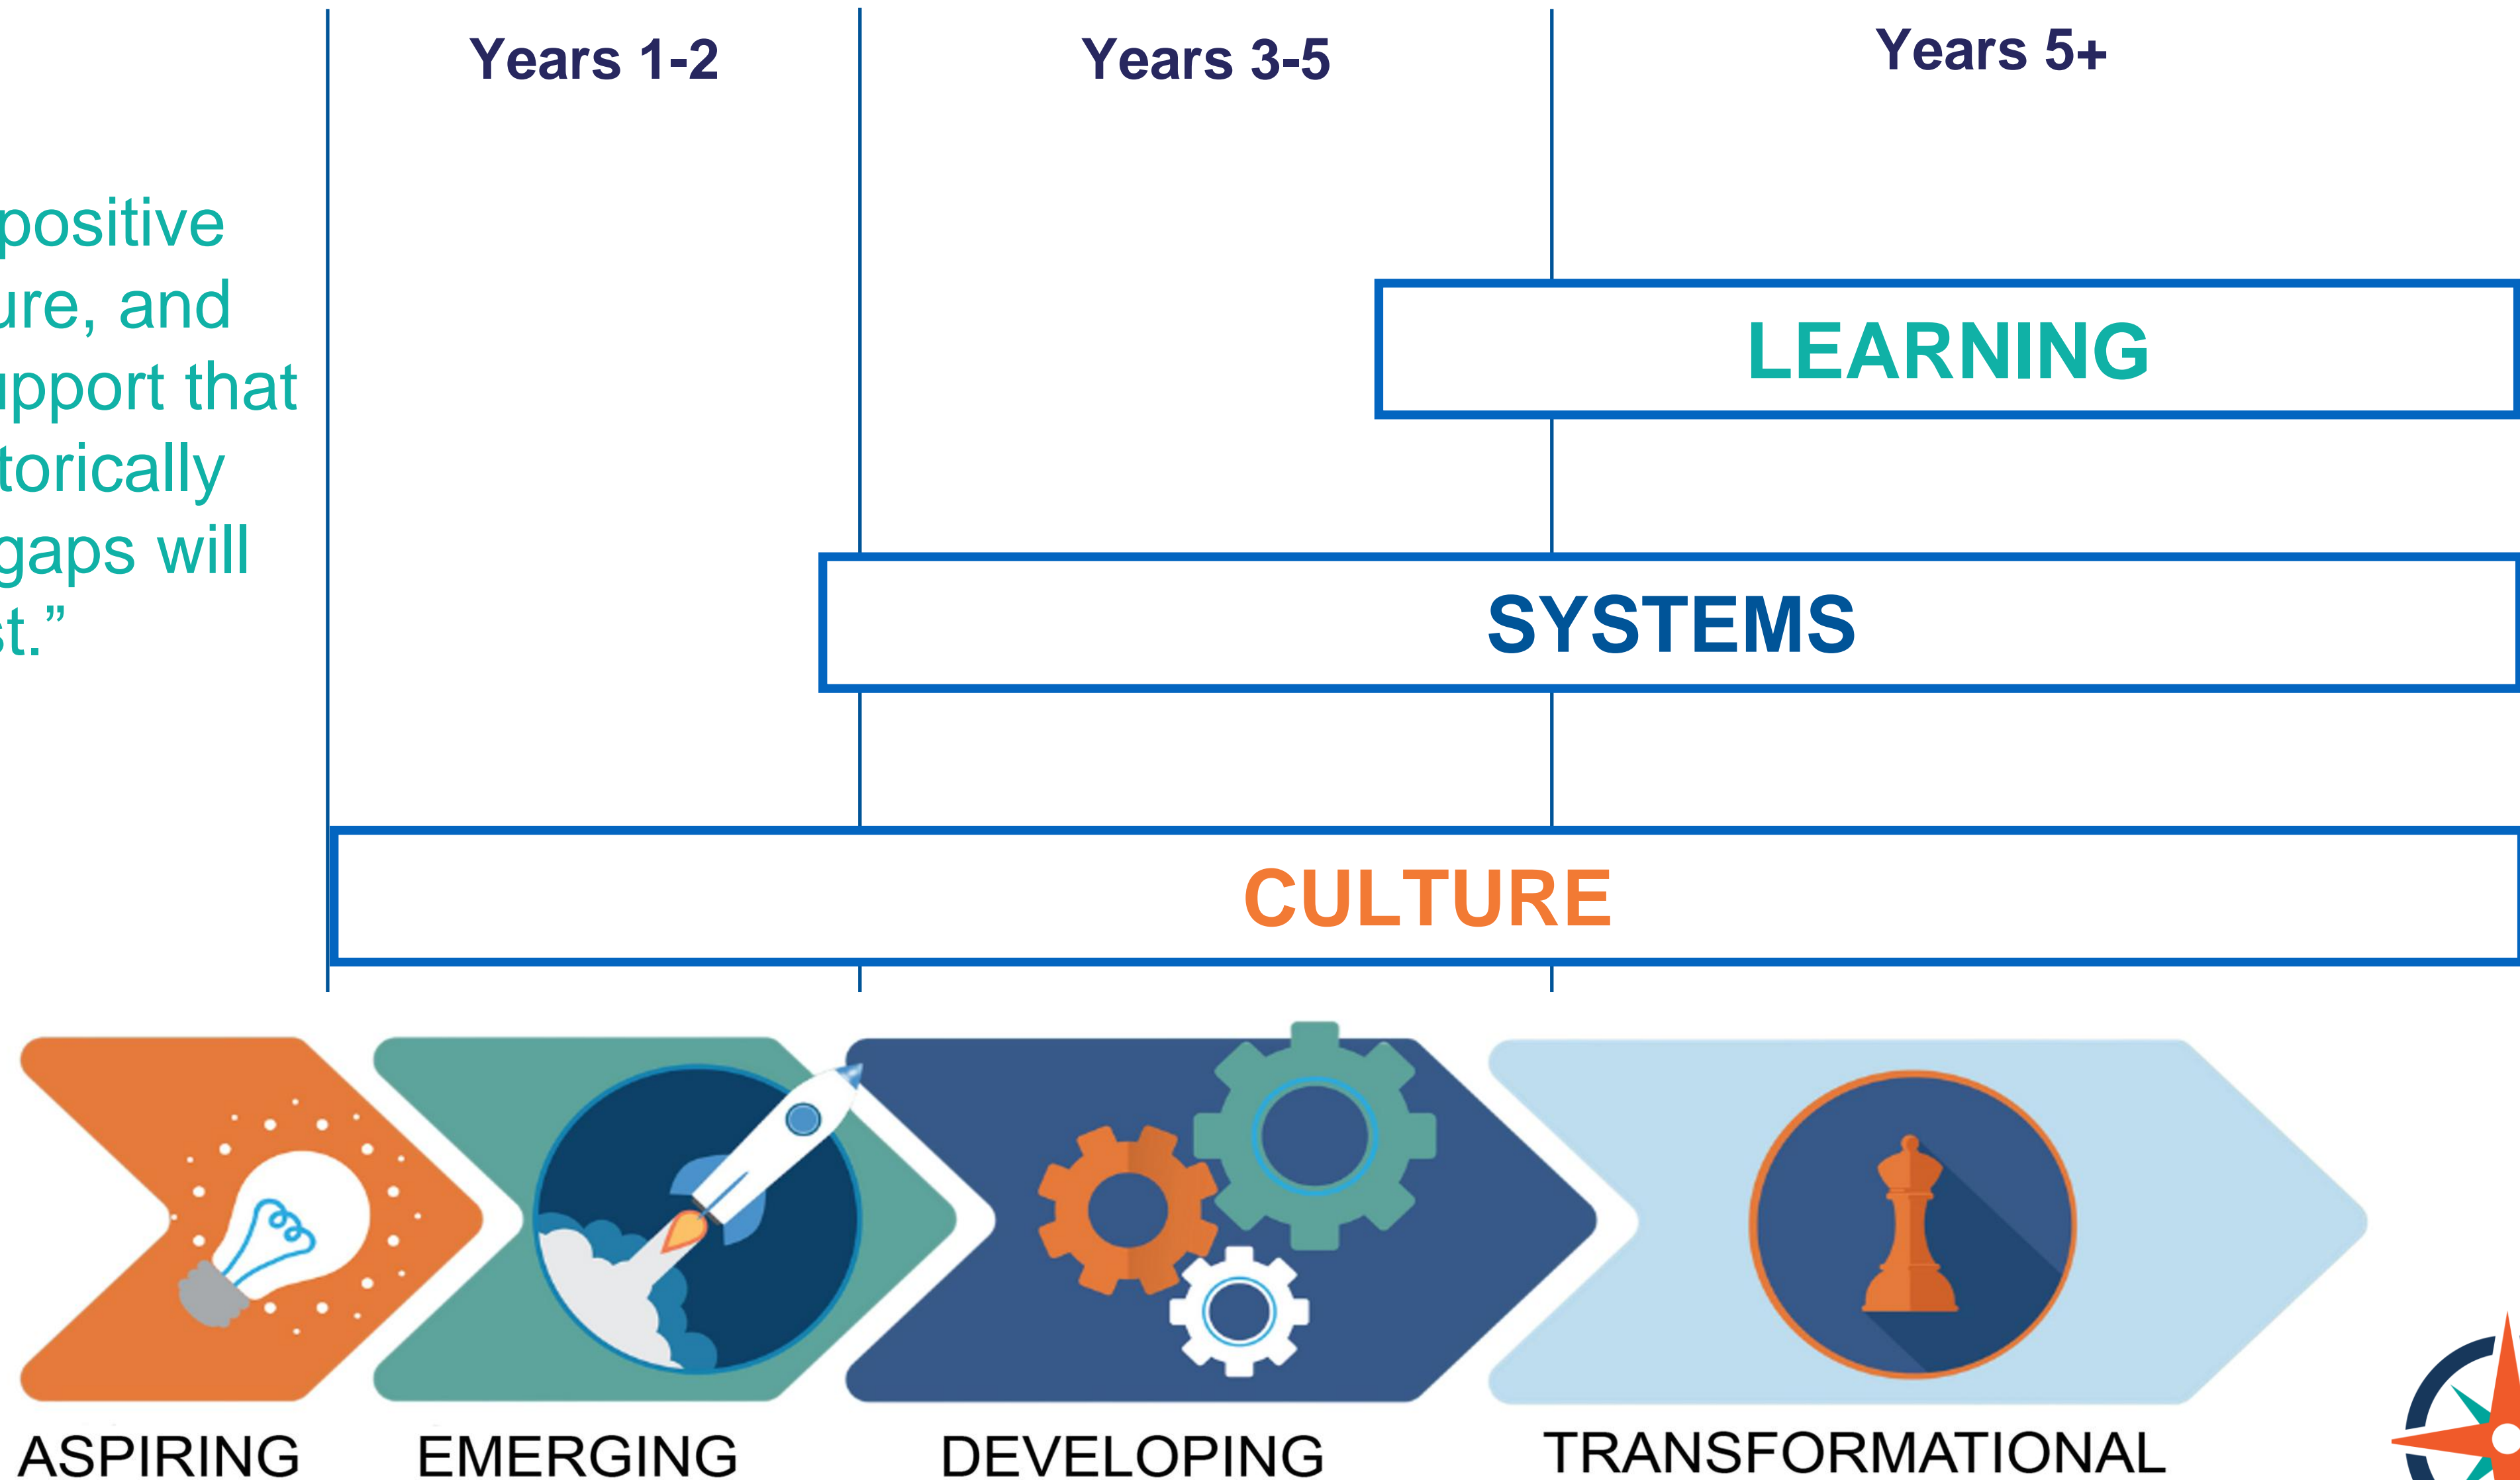 Years 1-2
Years 3-5
Years 5+
positive
ure, and
upport that
torically
gaps will
st.”
LEARNING
SYSTEMS
CULTURE
ASPIRING
EMERGING
DEVELOPING
TRANSFORMATIONAL